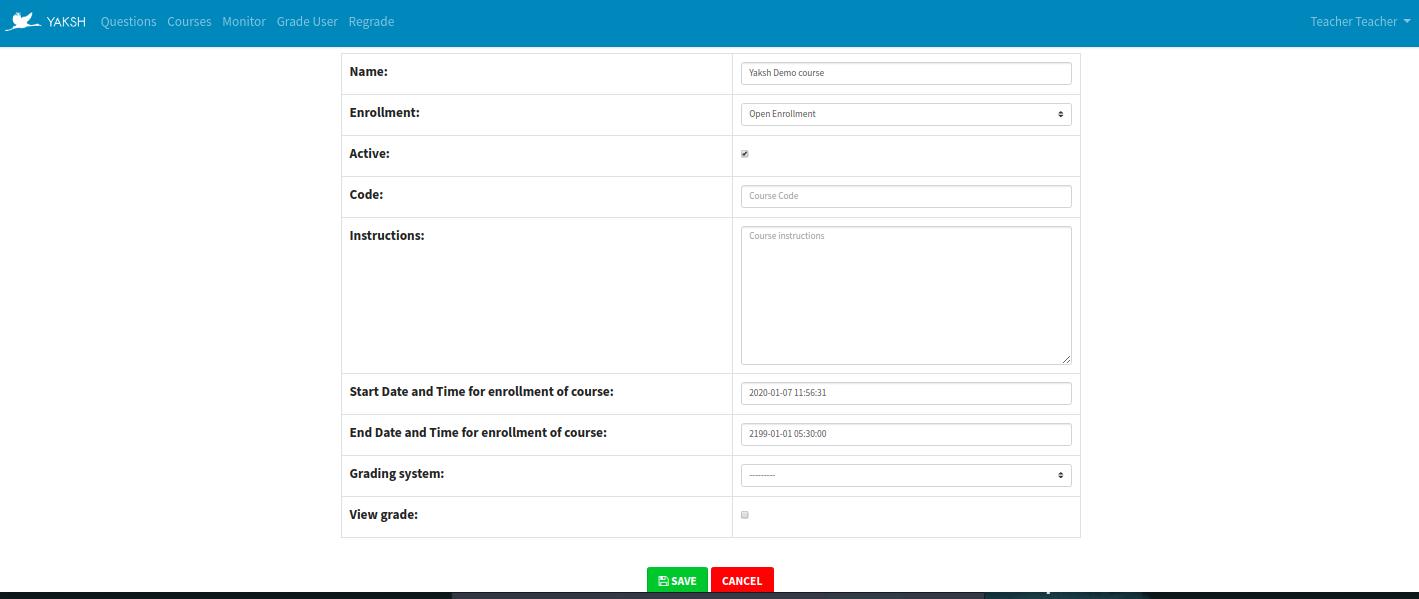 YAKSH Questions Courses Monitor Grade User Regrade Teacher Teacher
Name: Yaksh Demo course
Enrollment: Open Enrollment
Active:
Code: Course Code
Instructions: Course instructions
Start Date and Time for enrollment of course: 2020-01-07 11:56:31
End Date and Time for enrollment of course: 2199-01-01 05:30:00
Grading system: ---------
View grade:
SAVE CANCEL